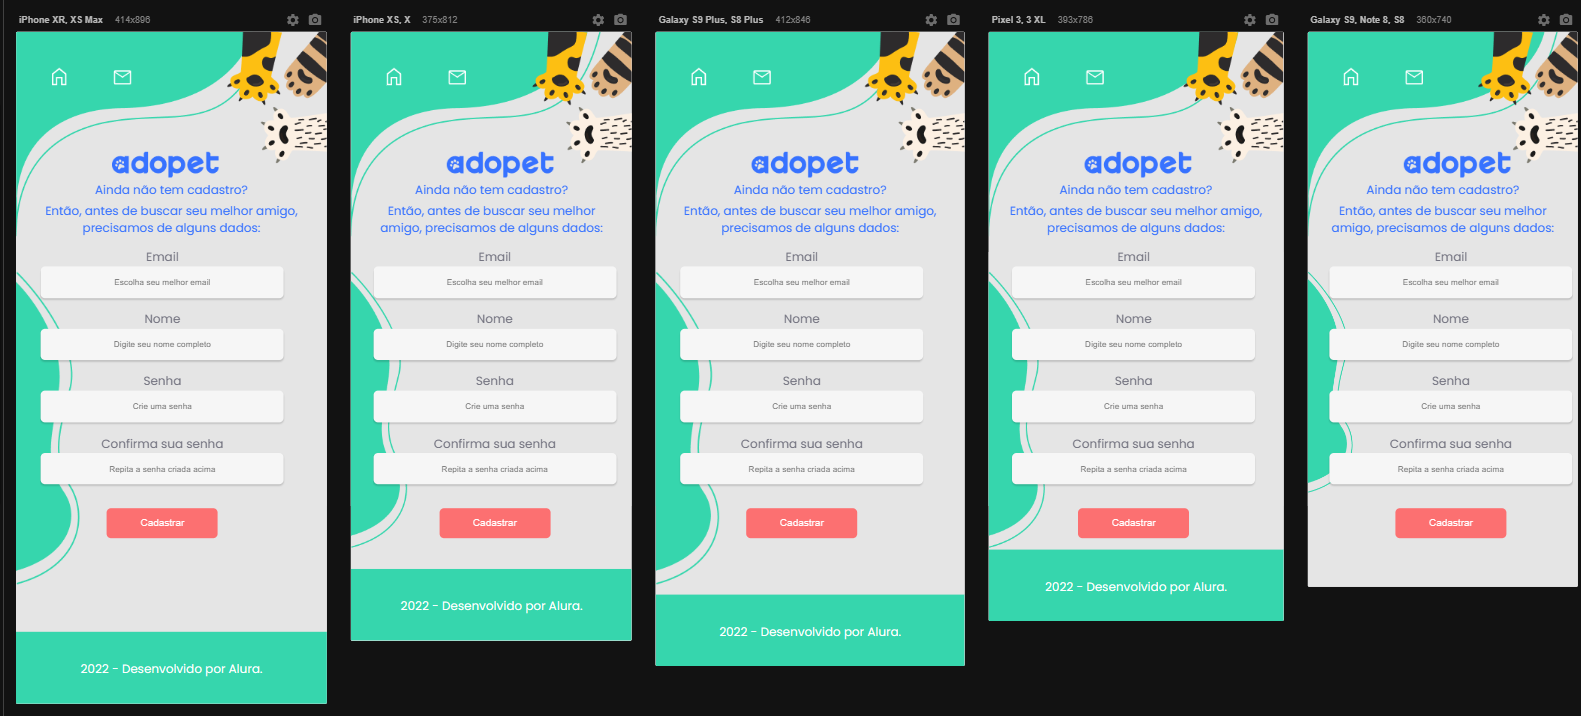 iPhone XR, XS Max 414x896
adopet
Ainda não tem cadastro?
Então, antes de buscar seu melhor amigo,
precisamos de alguns dados:
Email
Escolha seu melhor email
Nome
Digite seu nome completo
Senha
Crie uma senha
Confirma sua senha
Repita a senha criada acima
Cadastrar
2022 - Desenvolvido por Alura.
iPhone XS, X 375x812
adopet
Ainda não tem cadastro?
Então, antes de buscar seu melhor
amigo, precisamos de alguns dados:
Email
Escolha seu melhor email
Nome
Digite seu nome completo
Senha
Crie uma senha
Confirma sua senha
Repita a senha criada acima
Cadastrar
2022 - Desenvolvido por Alura.
Galaxy S9 Plus, S8 Plus 412x846
adopet
Ainda não tem cadastro?
Então, antes de buscar seu melhor amigo,
precisamos de alguns dados:
Email
Escolha seu melhor email
Nome
Digite seu nome completo
Senha
Crie uma senha
Confirma sua senha
Repita a senha criada acima
Cadastrar
2022 - Desenvolvido por Alura.
Pixel 3, 3 XL 393x786
adopet
Ainda não tem cadastro?
Então, antes de buscar seu melhor amigo,
precisamos de alguns dados:
Email
Escolha seu melhor email
Nome
Digite seu nome completo
Senha
Crie uma senha
Confirma sua senha
Repita a senha criada acima
Cadastrar
2022 - Desenvolvido por Alura.
Galaxy S9, Note 8, S8 360x740
adopet
Ainda não tem cadastro?
Então, antes de buscar seu melhor
amigo, precisamos de alguns dados:
Email
Escolha seu melhor email
Nome
Digite seu nome completo
Senha
Crie uma senha
Confirma sua senha
Repita a senha criada acima
Cadastrar